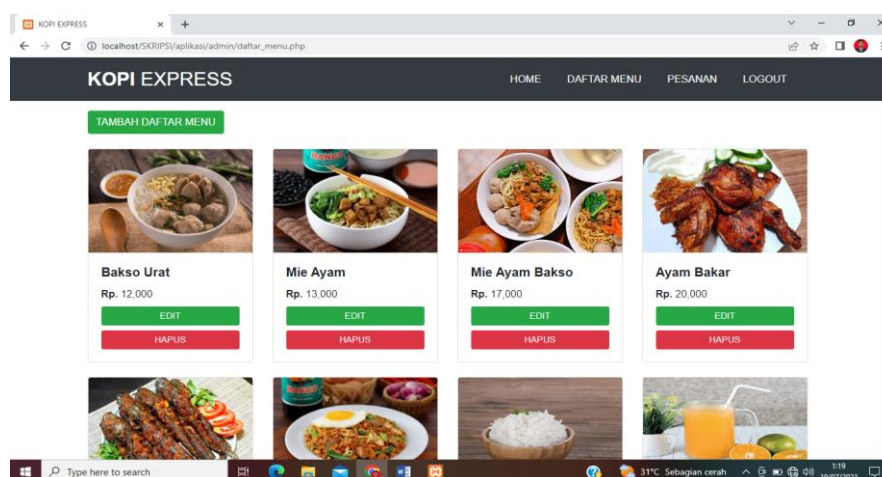 KOPI EXPRESS
localhost/SKRIPSI/aplikasi/admin/daftar_menu.php
KOPI EXPRESS
HOME DAFTAR MENU PESANAN LOGOUT
TAMBAH DAFTAR MENU
Bakso Urat Mie Ayam Mie Ayam Bakso Ayam Bakar
Rp. 12,000 Rp. 13,000 Rp. 17,000 Rp. 20,000
EDIT EDIT EDIT EDIT
HAPUS HAPUS HAPUS HAPUS
Type here to search
31°C Sebagian cerah
1:19